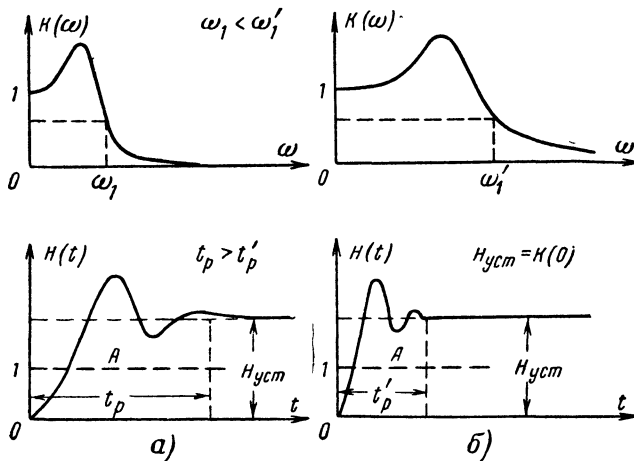 K(ω)
ω₁ < ω₁′
1
0
ω₁
ω
K(ω)
1
0
ω₁′
ω
H(t)
tр > tр′
A
1
Hуст
tр
0
t
а)
H(t)
Hуст = K(0)
A
1
Hуст
tр′
0
t
б)